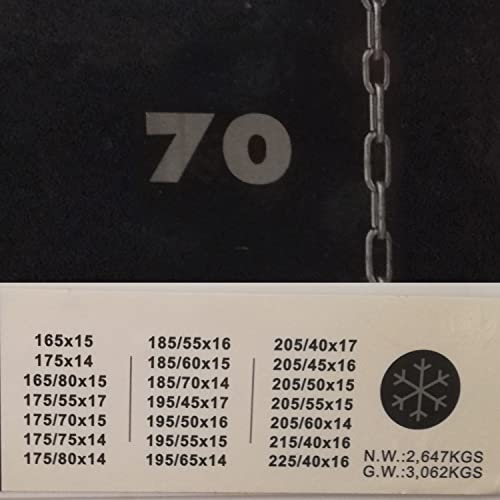 70
165x15
175x14
165/80x15
175/55x17
175/70x15
175/75x14
175/80x14
185/55x16
185/60x15
185/70x14
195/45x17
195/50x16
195/55x15
195/65x14
205/40x17
205/45x16
205/50x15
205/55x15
205/60x14
215/40x16
225/40x16
N.W.:2,647KGS
G.W.:3,062KGS